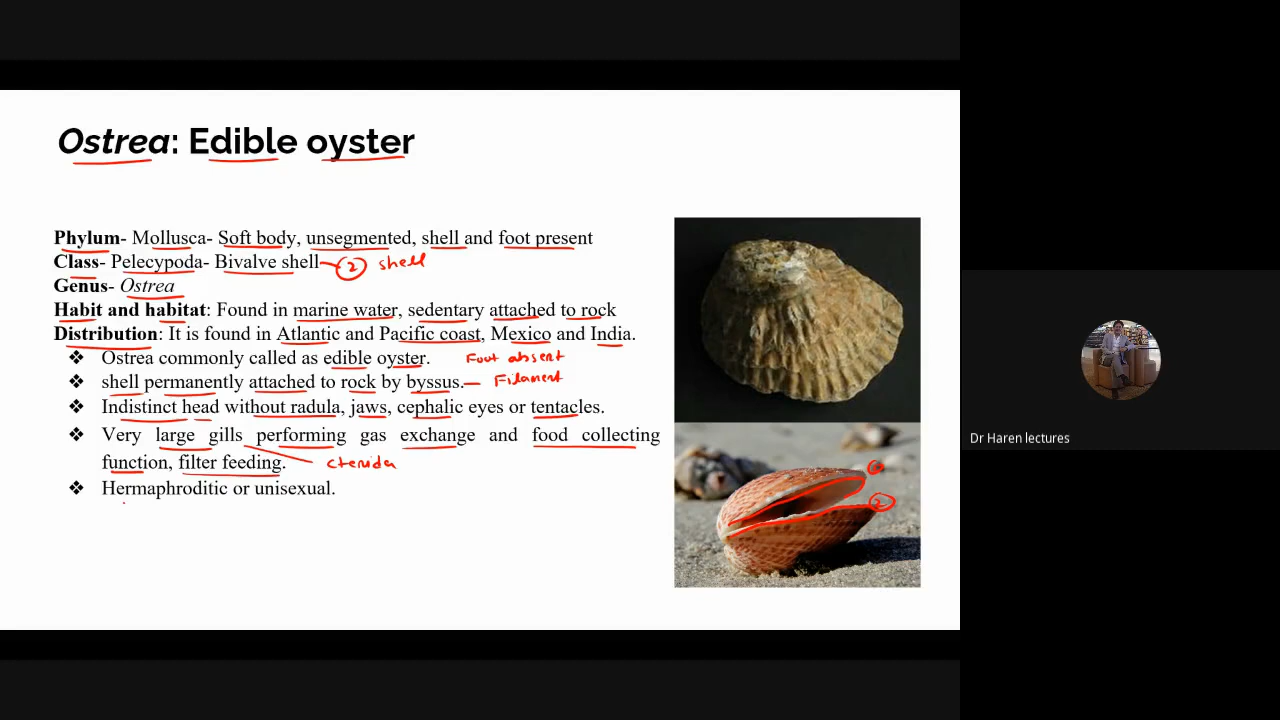 Ostrea: Edible oyster
Phylum- Mollusca- Soft body, unsegmented, shell and foot present
Class- Pelecypoda- Bivalve shell 2 shell
Genus- Ostrea
Habit and habitat: Found in marine water, sedentary attached to rock
Distribution: It is found in Atlantic and Pacific coast, Mexico and India.
❖ Ostrea commonly called as edible oyster. Foot absent
❖ shell permanently attached to rock by byssus. Filament
❖ Indistinct head without radula, jaws, cephalic eyes or tentacles.
❖ Very large gills performing gas exchange and food collecting
function, filter feeding. ctenida
❖ Hermaphroditic or unisexual.
2
Dr Haren lectures